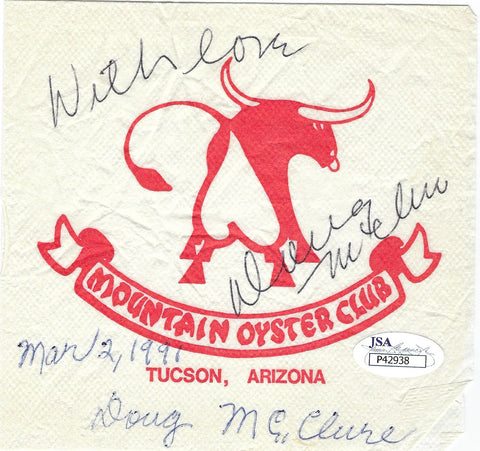 With love
Doug
McClure
MOUNTAIN OYSTER CLUB
Mar 2, 1991
TUCSON, ARIZONA
JSA
P42938
Doug McClure